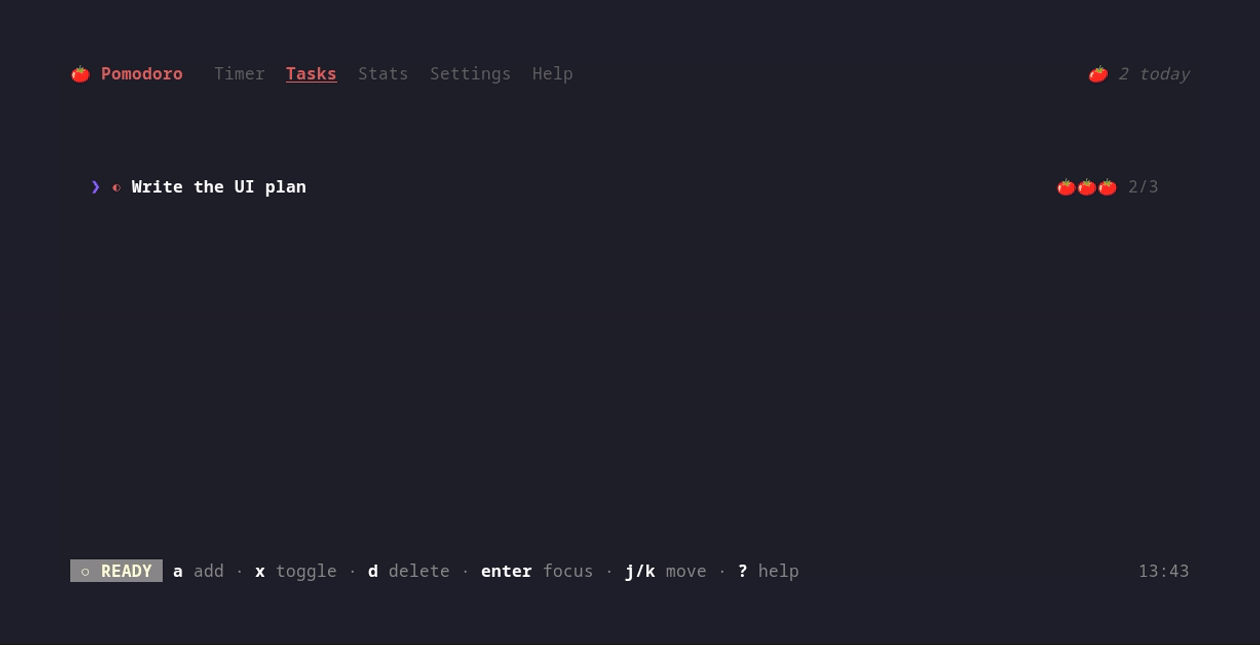 🍅 Pomodoro Timer Tasks Stats Settings Help 🍅 2 today
❯ ◐ Write the UI plan 🍅🍅🍅 2/3
○ READY a add · x toggle · d delete · enter focus · j/k move · ? help 13:43